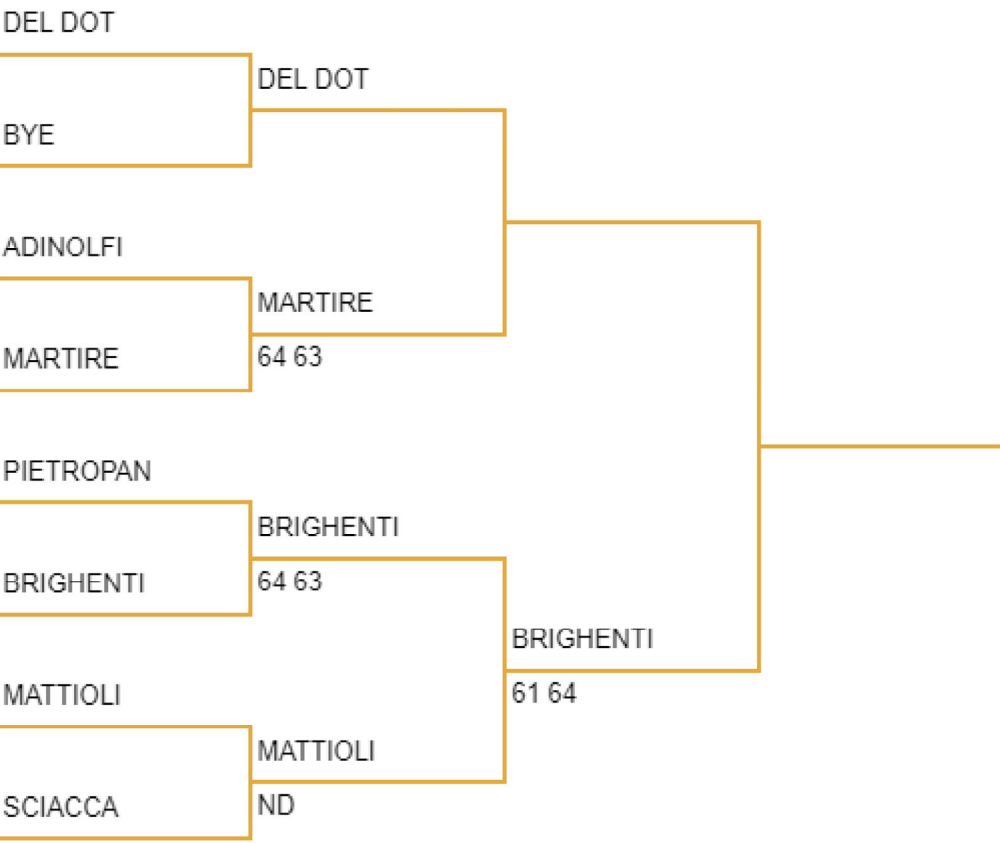 DEL DOT
DEL DOT
BYE
ADINOLFI
MARTIRE
64 63
MARTIRE
PIETROPAN
BRIGHENTI
64 63
BRIGHENTI
BRIGHENTI
61 64
MATTIOLI
MATTIOLI
ND
SCIACCA